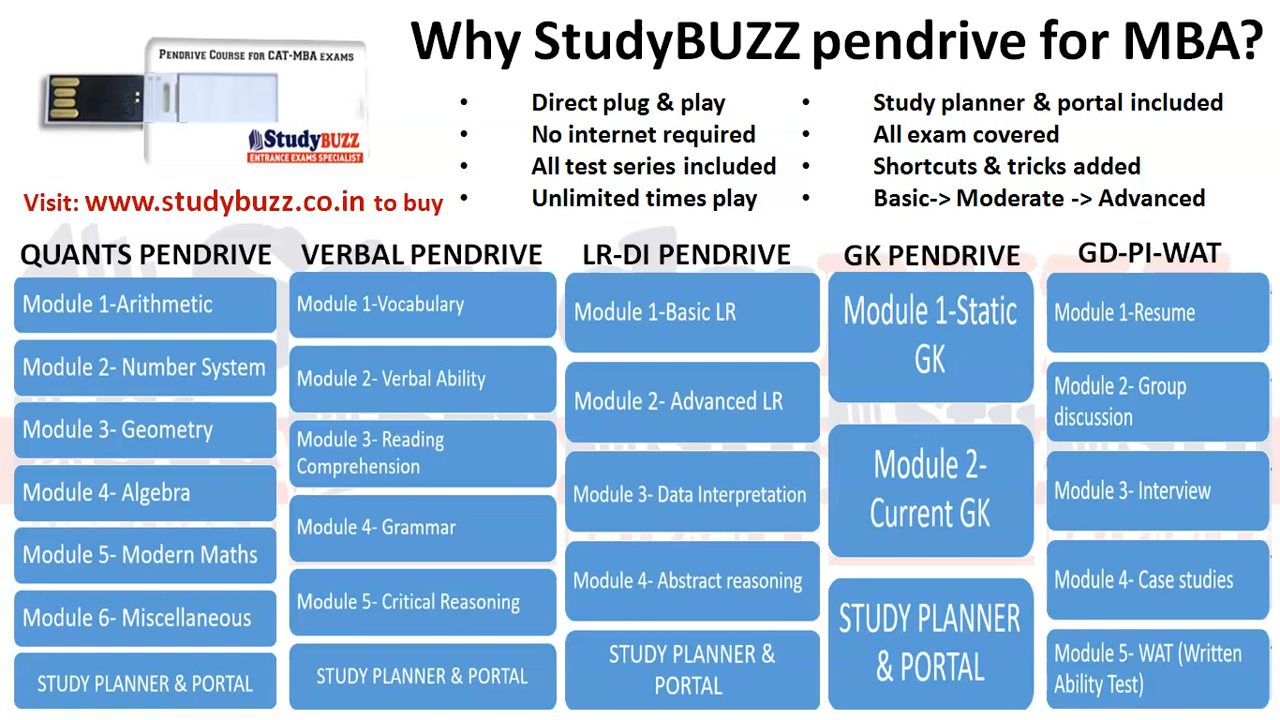 PENDRIVE COURSE FOR CAT-MBA EXAMS
StudyBUZZ
ENTRANCE EXAMS SPECIALIST
Visit: www.studybuzz.co.in to buy
Why StudyBUZZ pendrive for MBA?
• Direct plug & play
• No internet required
• All test series included
• Unlimited times play
• Study planner & portal included
• All exam covered
• Shortcuts & tricks added
• Basic-> Moderate -> Advanced
QUANTS PENDRIVE
Module 1-Arithmetic
Module 2- Number System
Module 3- Geometry
Module 4- Algebra
Module 5- Modern Maths
Module 6- Miscellaneous
STUDY PLANNER & PORTAL
VERBAL PENDRIVE
Module 1-Vocabulary
Module 2- Verbal Ability
Module 3- Reading
Comprehension
Module 4- Grammar
Module 5- Critical Reasoning
STUDY PLANNER & PORTAL
LR-DI PENDRIVE
Module 1-Basic LR
Module 2- Advanced LR
Module 3- Data Interpretation
Module 4- Abstract reasoning
STUDY PLANNER &
PORTAL
GK PENDRIVE
Module 1-Static
GK
Module 2-
Current GK
STUDY PLANNER
& PORTAL
GD-PI-WAT
Module 1-Resume
Module 2- Group
discussion
Module 3- Interview
Module 4- Case studies
Module 5- WAT (Written
Ability Test)